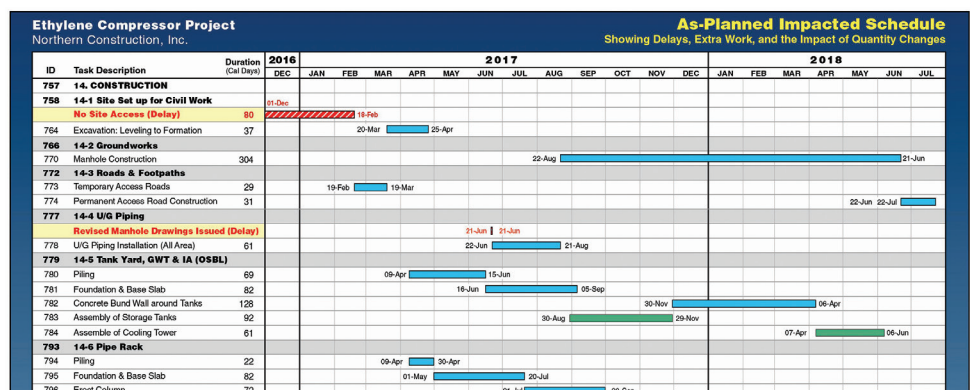 Ethylene Compressor Project
As-Planned Impacted Schedule
Northern Construction, Inc.
Showing Delays, Extra Work, and the Impact of Quantity Changes
ID Task Description Duration (Cal Days) 2016 2017 2018
DEC JAN FEB MAR APR MAY JUN JUL AUG SEP OCT NOV DEC JAN FEB MAR APR MAY JUN JUL
757 14. CONSTRUCTION
758 14-1 Site Set up for Civil Work 01-Dec
No Site Access (Delay) 80 18-Feb
764 Excavation: Leveling to Formation 37 20-Mar 25-Apr
766 14-2 Groundworks
770 Manhole Construction 304 22-Aug 21-Jun
772 14-3 Roads & Footpaths
773 Temporary Access Roads 29 19-Feb 19-Mar
774 Permanent Access Road Construction 31 22-Jun 22-Jul
777 14-4 U/G Piping
Revised Manhole Drawings Issued (Delay) 21-Jun 21-Jun
778 U/G Piping Installation (All Area) 61 22-Jun 21-Aug
779 14-5 Tank Yard, GWT & IA (OSBL)
780 Piling 69 09-Apr 15-Jun
781 Foundation & Base Slab 82 16-Jun 05-Sep
782 Concrete Bund Wall around Tanks 128 30-Nov 06-Apr
783 Assembly of Storage Tanks 92 30-Aug 29-Nov
784 Assemble of Cooling Tower 61 07-Apr 06-Jun
793 14-6 Pipe Rack
794 Piling 22 09-Apr 30-Apr
795 Foundation & Base Slab 82 01-May 20-Jul